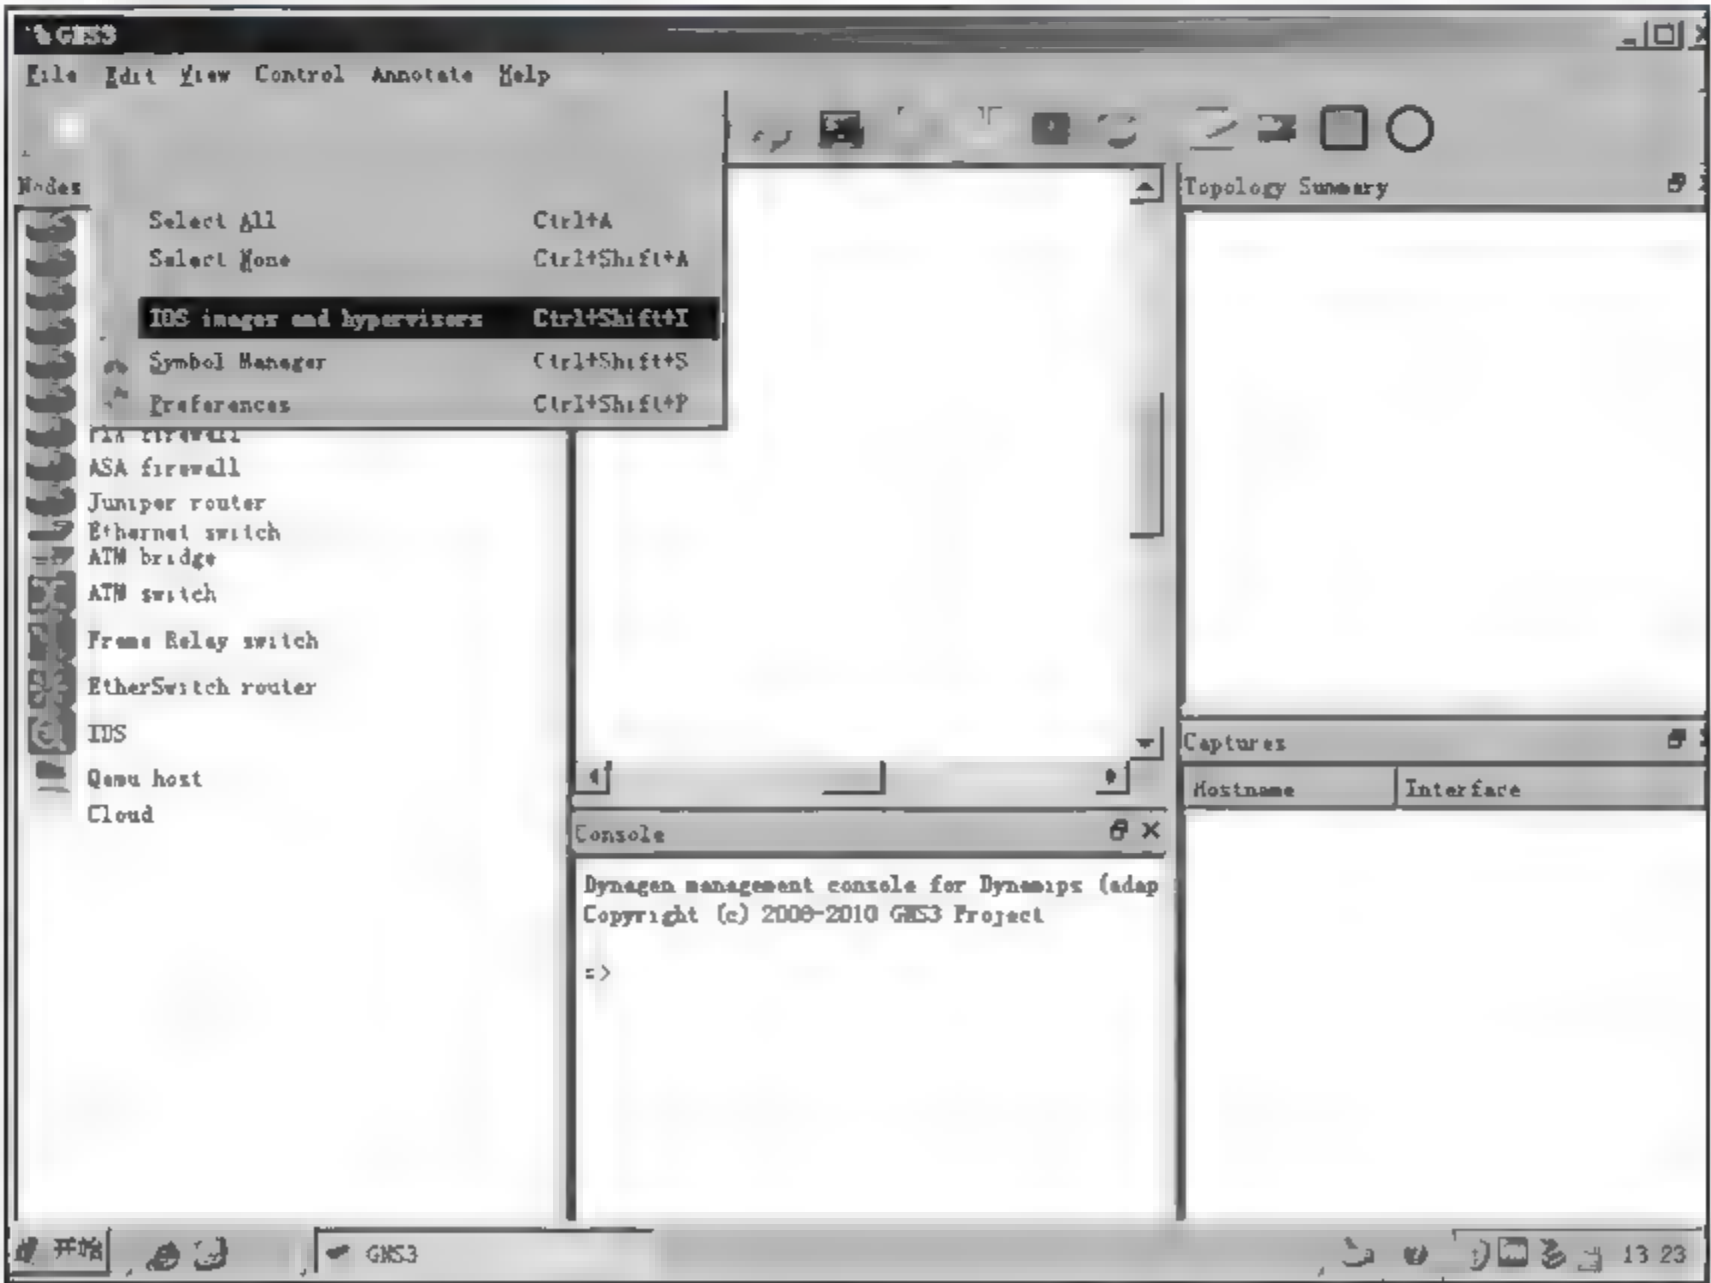 GNS3
File Edit View Control Annotate Help
Nodes
Topology Summary
Select All Ctrl+A
Select None Ctrl+Shift+A
IOS images and hypervisors Ctrl+Shift+I
Symbol Manager Ctrl+Shift+S
Preferences Ctrl+Shift+P
PIX firewall
ASA firewall
Juniper router
Ethernet switch
ATM bridge
ATM switch
Frame Relay switch
EtherSwitch router
IDS
Qemu host
Cloud
Captures
Hostname Interface
Console
Dynagen management console for Dynamips (adap
Copyright (c) 2008-2010 GNS3 Project
=>
开始 GNS3 13 23